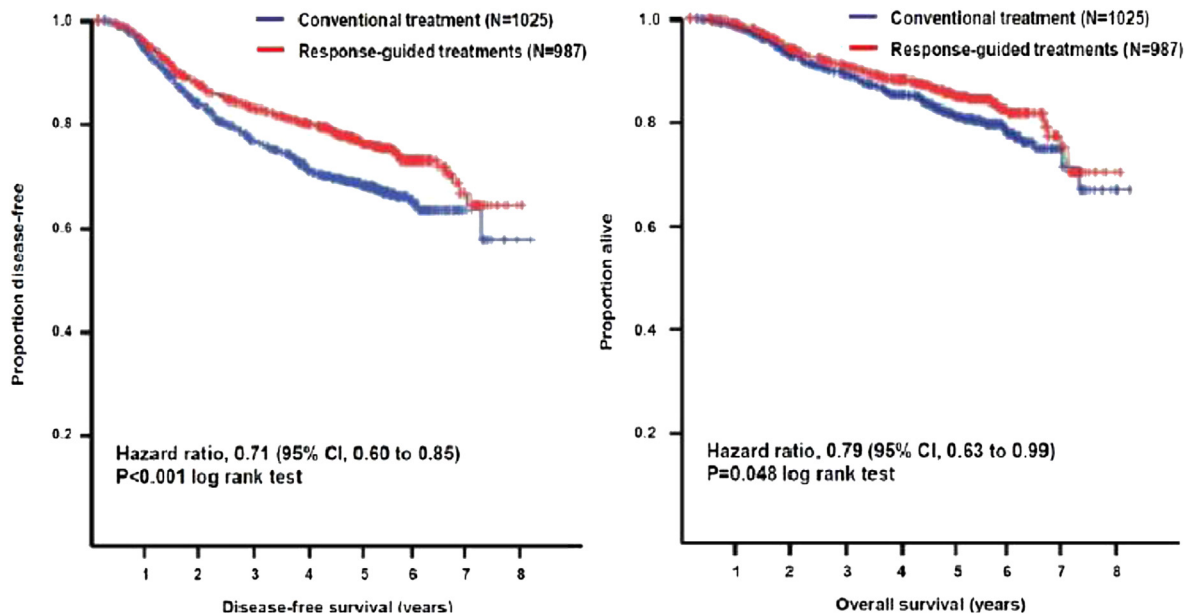 Conventional treatment (N=1025)
Response-guided treatments (N=987)
1.0
0.8
0.6
0.4
0.2
Proportion disease-free
Hazard ratio, 0.71 (95% CI, 0.60 to 0.85)
P<0.001 log rank test
1 2 3 4 5 6 7 8
Disease-free survival (years)
Conventional treatment (N=1025)
Response-guided treatments (N=987)
1.0
0.8
0.6
0.4
0.2
Proportion alive
Hazard ratio, 0.79 (95% CI, 0.63 to 0.99)
P=0.048 log rank test
1 2 3 4 5 6 7 8
Overall survival (years)